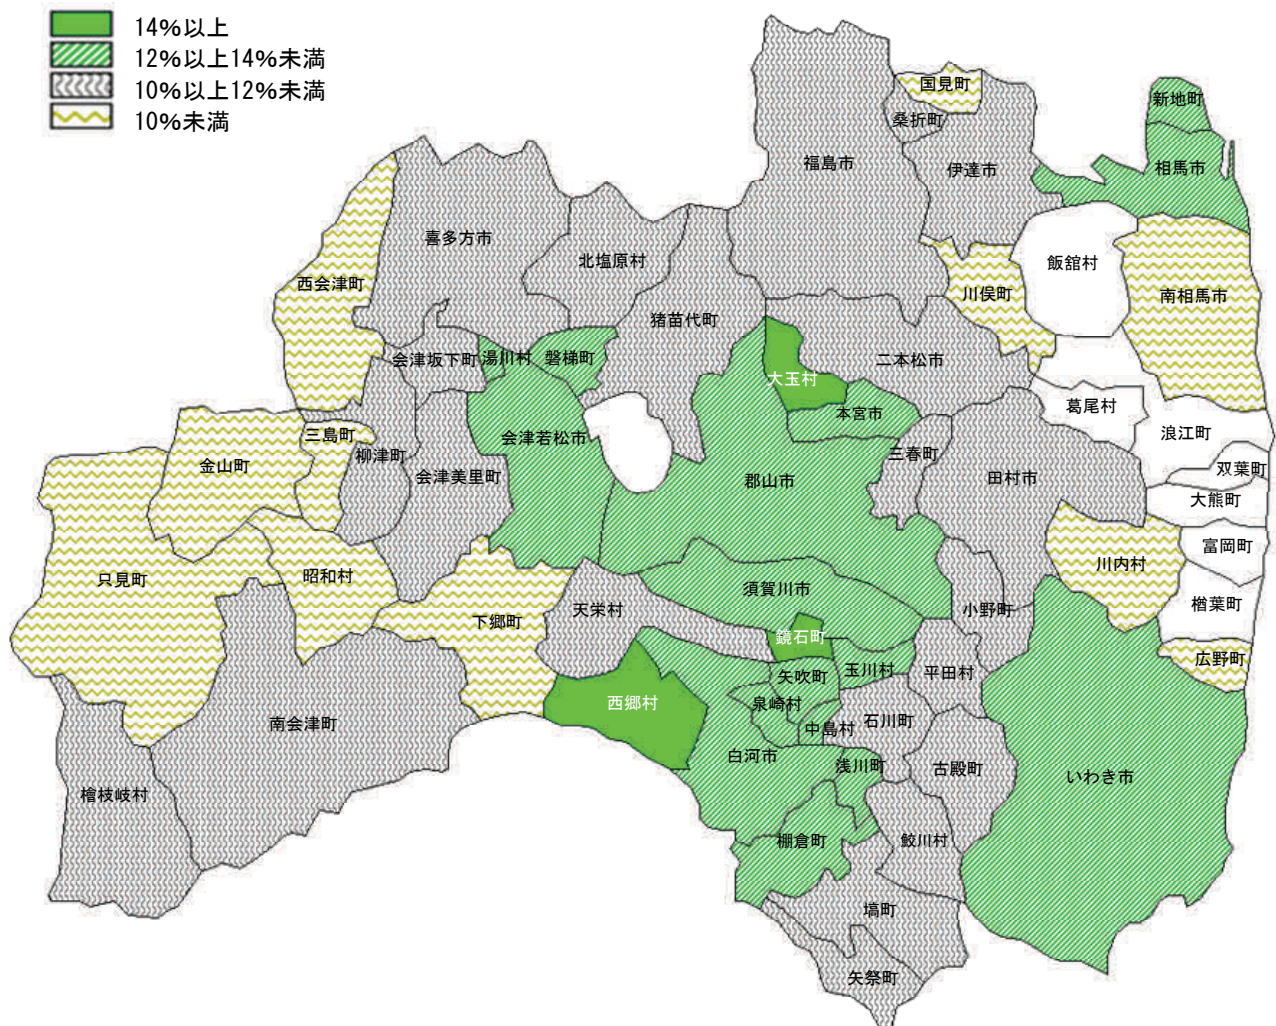 14%以上
12%以上14%未満
10%以上12%未満
10%未満
国見町
新地町
桑折町
福島市
伊達市
相馬市
喜多方市
北塩原村
飯舘村
西会津町
川俣町
南相馬市
猪苗代町
会津坂下町
湯川村
磐梯町
二本松市
大玉村
葛尾村
本宮市
三島町
会津若松市
浪江町
柳津町
三春町
金山町
双葉町
会津美里町
郡山市
田村市
大熊町
富岡町
川内村
只見町
昭和村
須賀川市
楢葉町
天栄村
小野町
下郷町
鏡石町
広野町
矢吹町
玉川村
平田村
西郷村
泉崎村
南会津町
中島村
石川町
白河市
浅川町
古殿町
いわき市
檜枝岐村
棚倉町
鮫川村
塙町
矢祭町